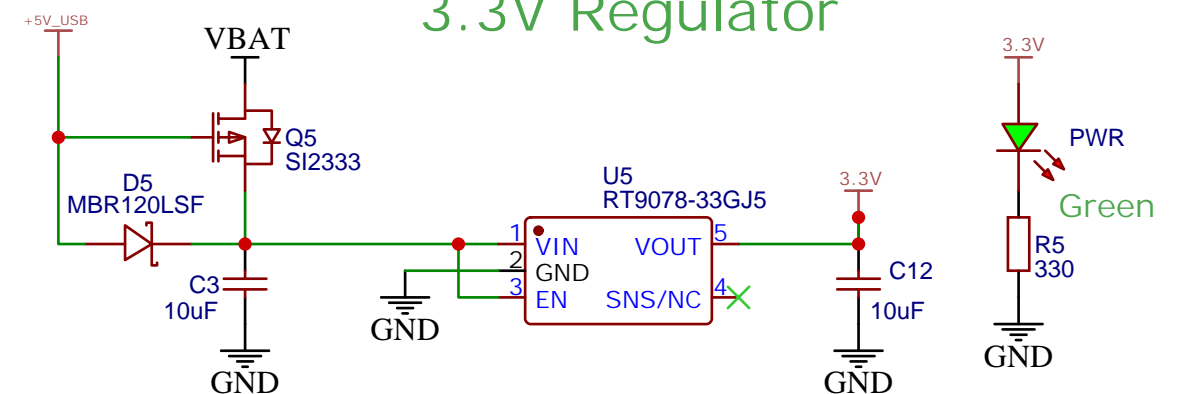 3.3V Regulator
+5V_USB
VBAT
Q5
SI2333
D5
MBR120LSF
C3
10uF
GND
GND
U5
RT9078-33GJ5
1
VIN
2
GND
3
EN
VOUT
5
SNS/NC
4
3.3V
C12
10uF
GND
3.3V
PWR
Green
R5
330
GND